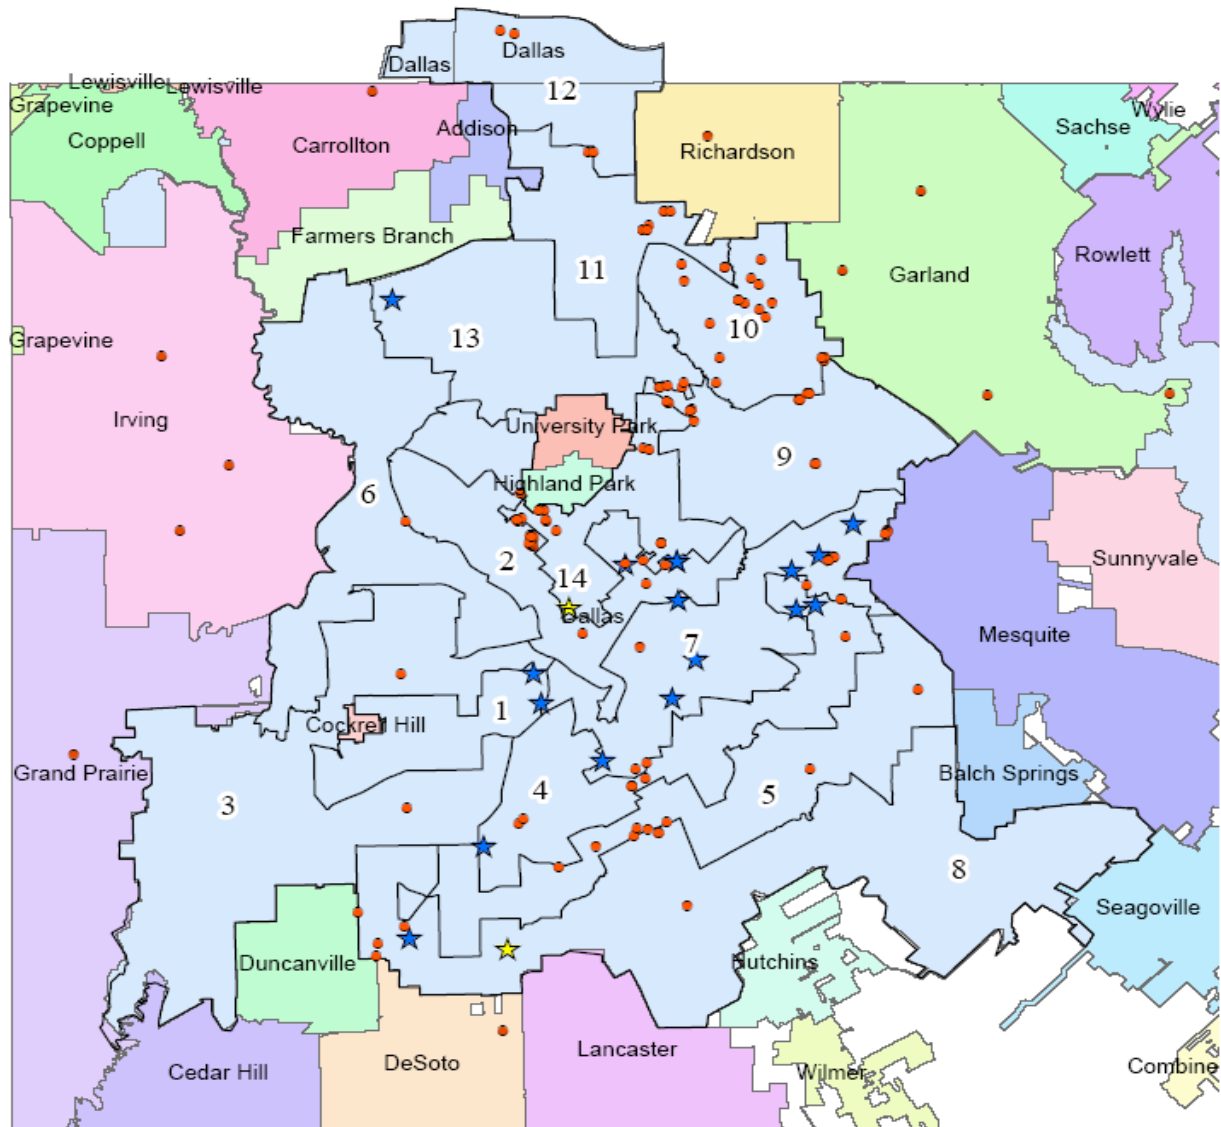 Dallas
Dallas
Lewisville
Lewisville
Grapevine
12
Wylie
Addison
Sachse
Coppell
Carrollton
Richardson
Farmers Branch
Rowlett
11
Garland
10
13
Grapevine
Irving
University Park
9
Highland Park
6
2
14
Sunnyvale
Dallas
Mesquite
7
1
Cockrell Hill
Grand Prairie
Balch Springs
3
4
5
8
Seagoville
Duncanville
Hutchins
Lancaster
DeSoto
Cedar Hill
Wilmer
Combine